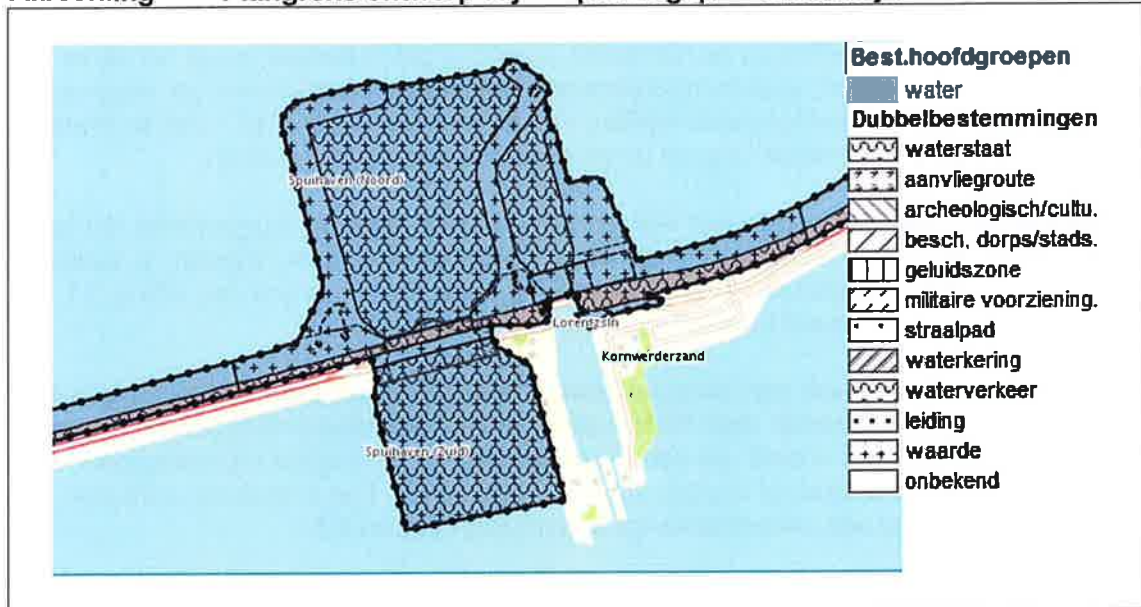 Spuihaven (Noord)
Lorentzsln
Kornwerderzand
Spuihaven (Zuid)
Best.hoofdgroepen
water
Dubbelbestemmingen
waterstaat
aanvliegroute
archeologisch/cultu.
besch. dorps/stads.
geluidszone
militaire voorziening.
straalpad
waterkering
waterverkeer
leiding
waarde
onbekend